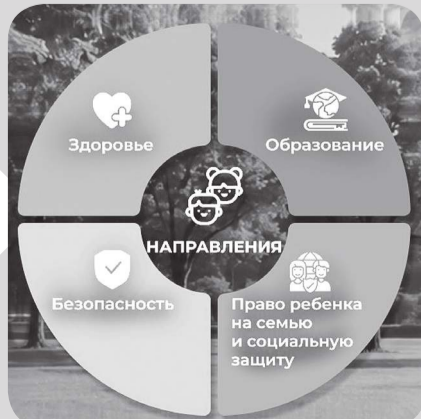 Здоровье
Образование
НАПРАВЛЕНИЯ
Безопасность
Право ребенка
на семью
и социальную
защиту